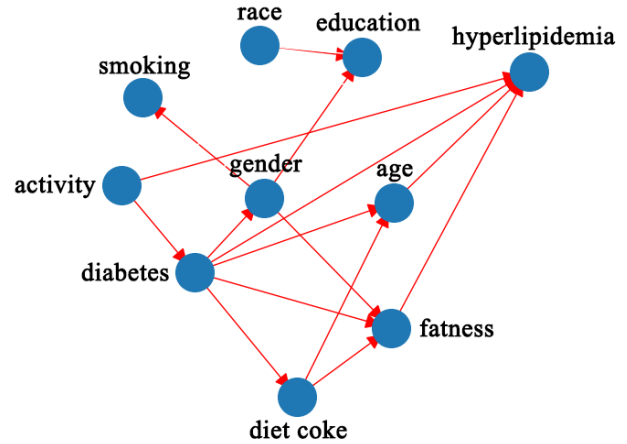 race
education
hyperlipidemia
smoking
gender
age
activity
diabetes
fatness
diet coke